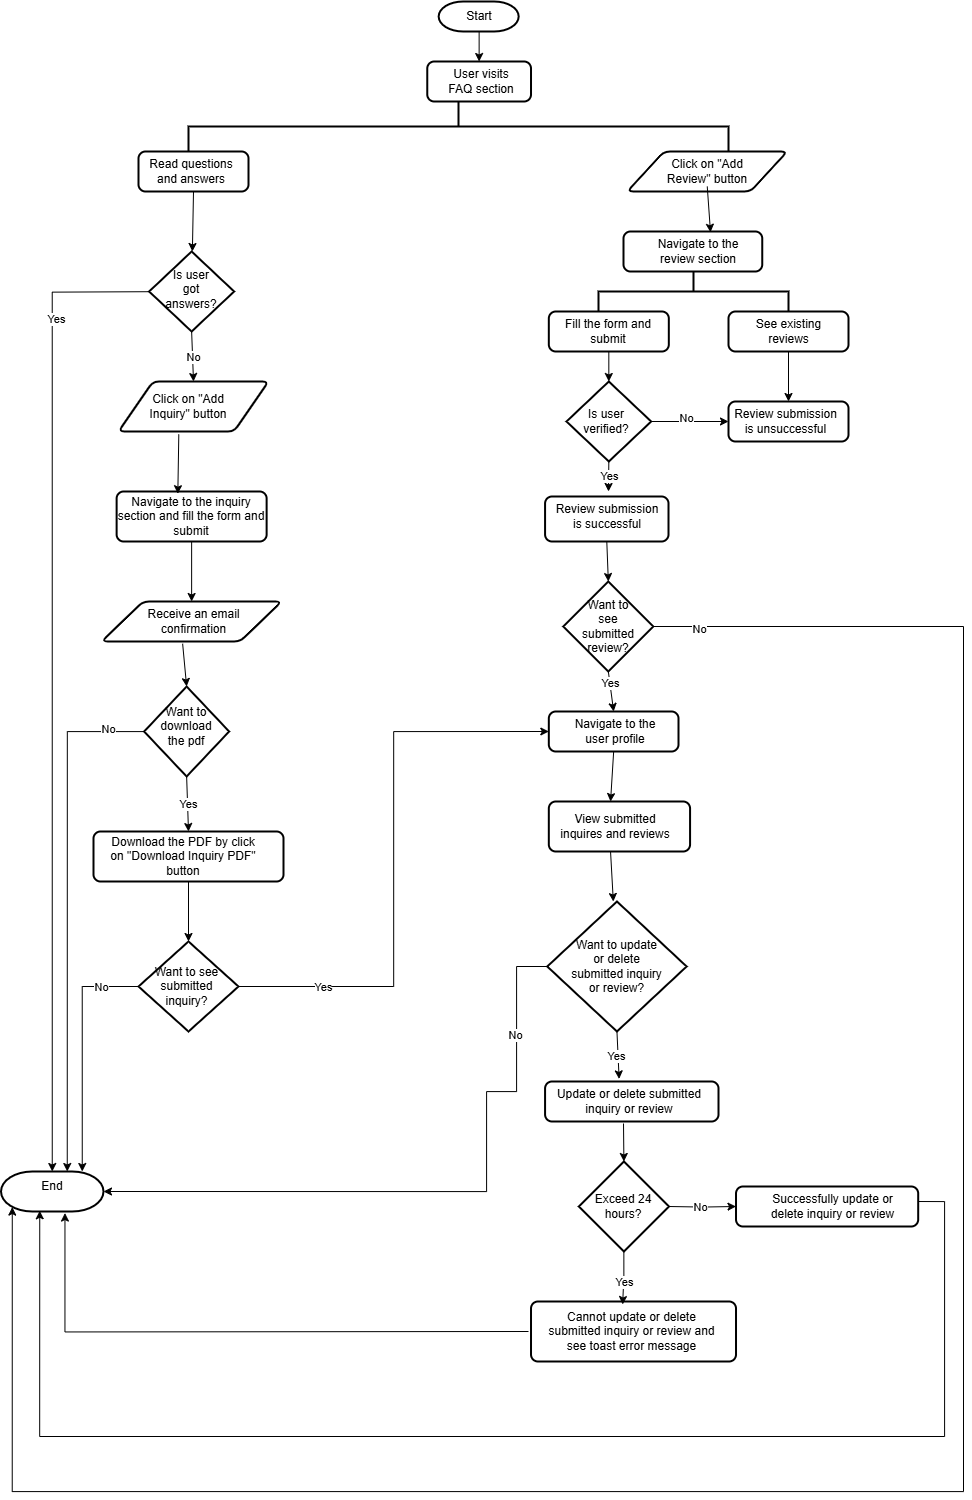 Start
User visits
FAQ section
Read questions
and answers
Click on "Add
Review" button
Navigate to the
review section
Is user
got
answers?
Yes
No
Fill the form and
submit
See existing
reviews
Click on "Add
Inquiry" button
Is user
verified?
No
Review submission
is unsuccessful
Yes
Navigate to the inquiry
section and fill the form and
submit
Review submission
is successful
Receive an email
confirmation
Want to
see
submitted
review?
No
Yes
Want to
download
the pdf
No
Yes
Navigate to the
user profile
Download the PDF by click
on "Download Inquiry PDF"
button
View submitted
inquires and reviews
Want to see
submitted
inquiry?
No
Yes
Want to update
or delete
submitted inquiry
or review?
No
Yes
Update or delete submitted
inquiry or review
End
Exceed 24
hours?
No
Successfully update or
delete inquiry or review
Yes
Cannot update or delete
submitted inquiry or review and
see toast error message